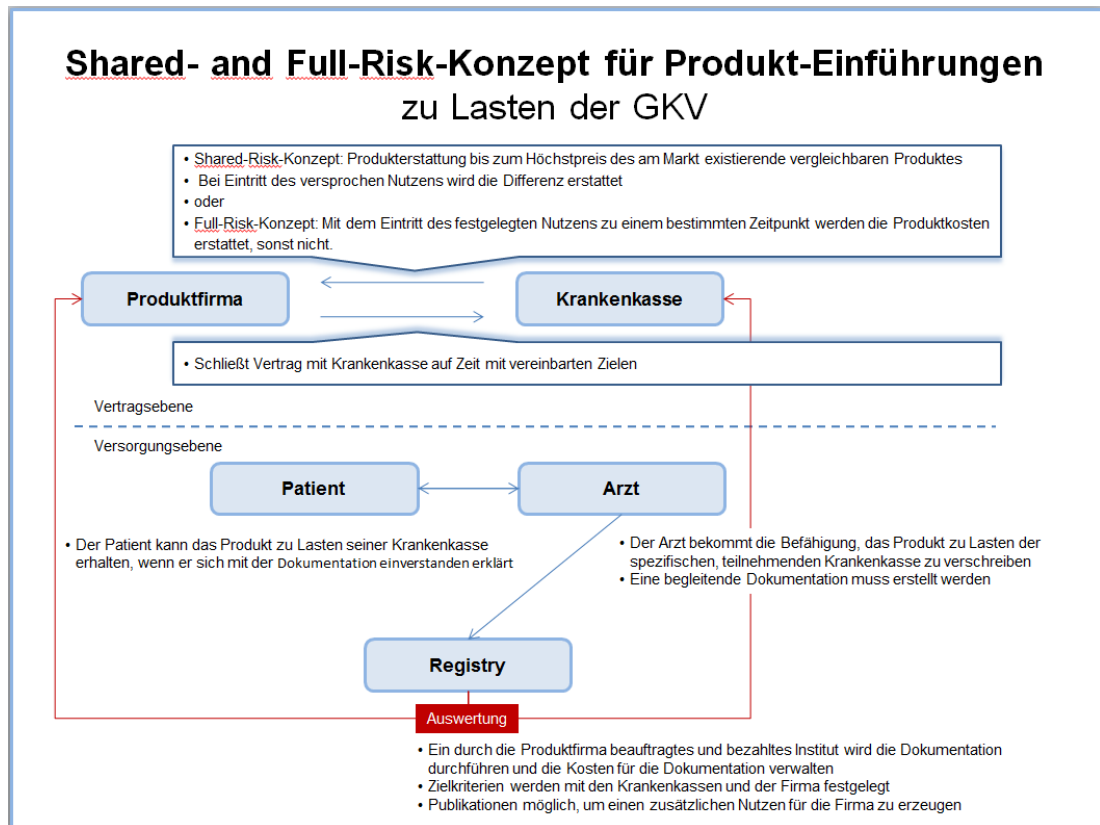 Shared- and Full-Risk-Konzept für Produkt-Einführungen
zu Lasten der GKV
• Shared-Risk-Konzept: Produkterstattung bis zum Höchstpreis des am Markt existierende vergleichbaren Produktes
• Bei Eintritt des versprochen Nutzens wird die Differenz erstattet
• oder
• Full-Risk-Konzept: Mit dem Eintritt des festgelegten Nutzens zu einem bestimmten Zeitpunkt werden die Produktkosten
erstattet, sonst nicht.
Produktfirma
Krankenkasse
• Schließt Vertrag mit Krankenkasse auf Zeit mit vereinbarten Zielen
Vertragsebene
Versorgungsebene
Patient
Arzt
• Der Patient kann das Produkt zu Lasten seiner Krankenkasse
erhalten, wenn er sich mit der Dokumentation einverstanden erklärt
• Der Arzt bekommt die Befähigung, das Produkt zu Lasten der
spezifischen, teilnehmenden Krankenkasse zu verschreiben
• Eine begleitende Dokumentation muss erstellt werden
Registry
Auswertung
• Ein durch die Produktfirma beauftragtes und bezahltes Institut wird die Dokumentation
durchführen und die Kosten für die Dokumentation verwalten
• Zielkriterien werden mit den Krankenkassen und der Firma festgelegt
• Publikationen möglich, um einen zusätzlichen Nutzen für die Firma zu erzeugen